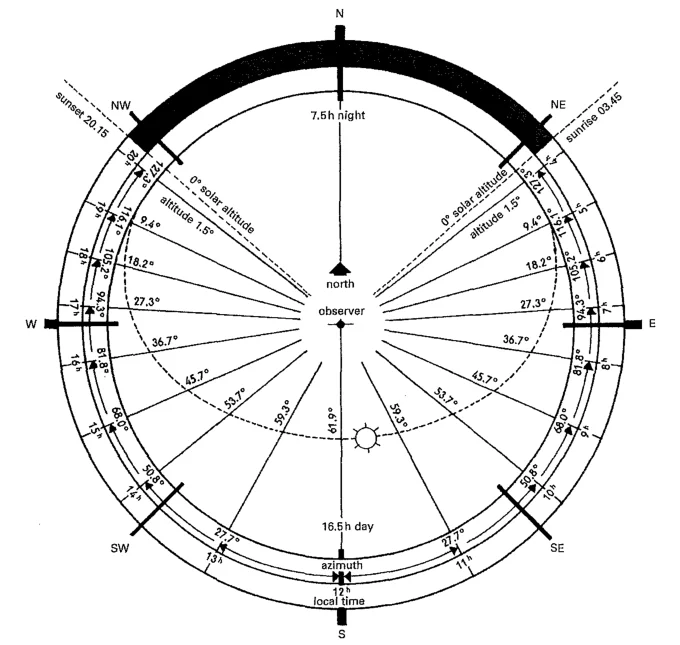 N
NW
NE
sunset 20.15
sunrise 03.45
7.5h night
20h
127.3°
0° solar altitude
altitude 1.5°
0° solar altitude
altitude 1.5°
127.3°
4h
19h
116.1°
9.4°
9.4°
116.1°
5h
18h
105.2°
18.2°
18.2°
105.2°
6h
north
17h
94.3°
27.3°
observer
27.3°
94.3°
7h
W
E
16h
81.8°
36.7°
36.7°
81.8°
8h
45.7°
45.7°
53.7°
53.7°
59.3°
61.9°
59.3°
15h
68.0°
68.0°
9h
14h
50.8°
50.8°
10h
SW
SE
16.5h day
27.7°
27.7°
13h
11h
azimuth
12h
local time
S